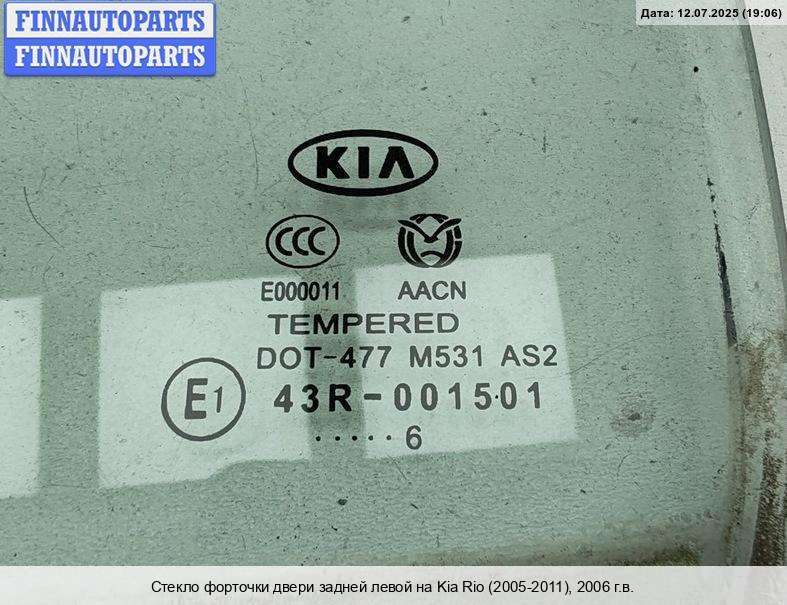 FINNAUTOPARTS
FINNAUTOPARTS
Дата: 12.07.2025 (19:06)
KIA
CCC
E000011 AACN
TEMPERED
DOT-477 M531 AS2
E1 43R-001501
.....6
Стекло форточки двери задней левой на Kia Rio (2005-2011), 2006 г.в.